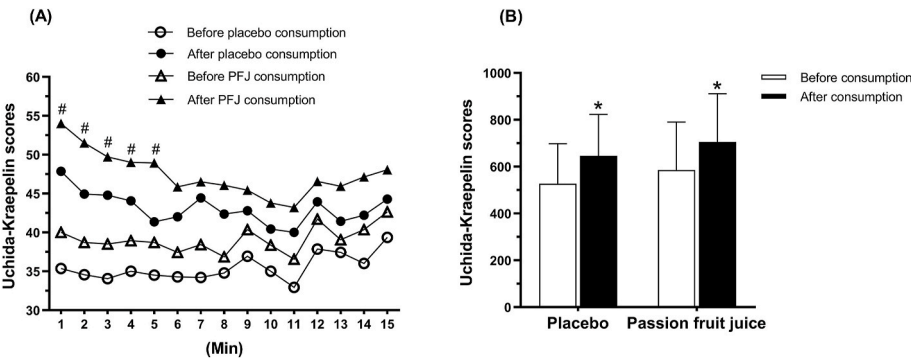 (A)
Before placebo consumption
After placebo consumption
Before PFJ consumption
After PFJ consumption
Uchida-Kraepelin scores
60
55
50
45
40
35
30
# # # # #
1 2 3 4 5 6 7 8 9 10 11 12 13 14 15
(Min)
(B)
Before consumption
After consumption
Uchida-Kraepelin scores
1000
800
600
400
200
0
* *
Placebo Passion fruit juice